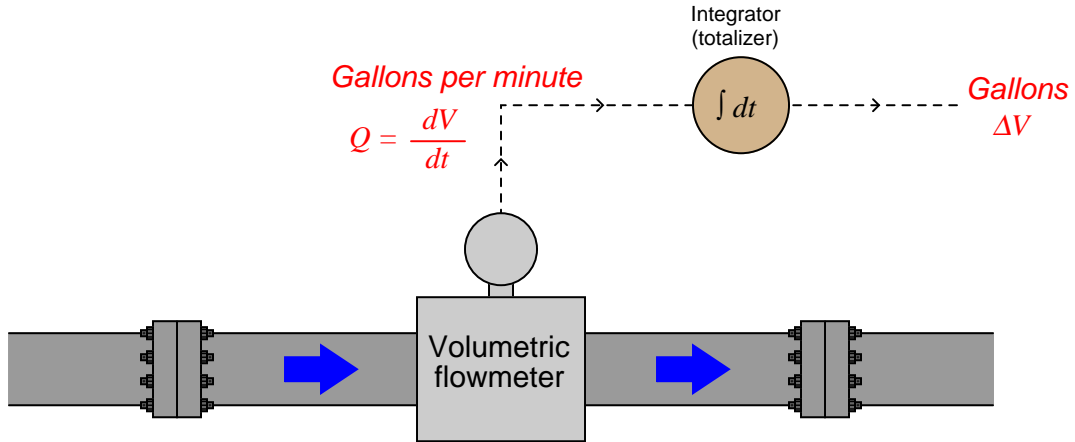 Integrator
(totalizer)
Gallons per minute
Q = dV
dt
∫ dt
Gallons
ΔV
Volumetric
flowmeter